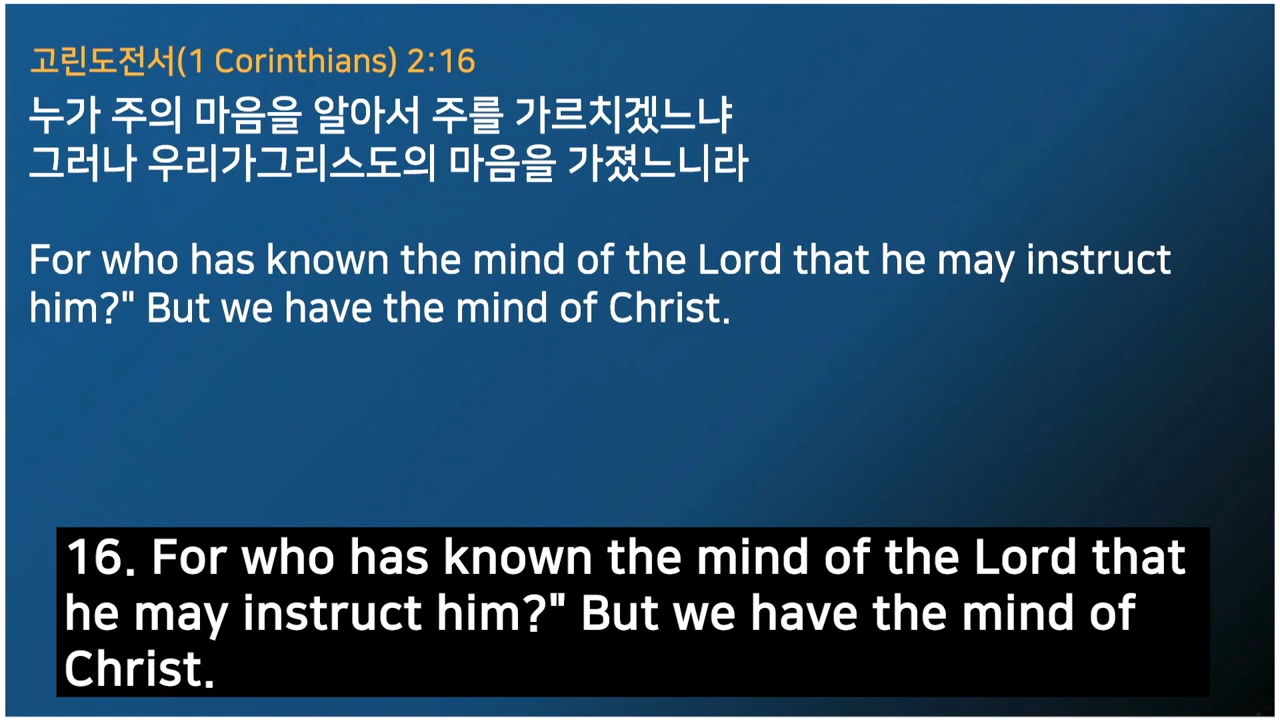 고린도전서(1 Corinthians) 2:16
누가 주의 마음을 알아서 주를 가르치겠느냐
그러나 우리가그리스도의 마음을 가졌느니라
For who has known the mind of the Lord that he may instruct
him?" But we have the mind of Christ.
16. For who has known the mind of the Lord that
he may instruct him?" But we have the mind of
Christ.